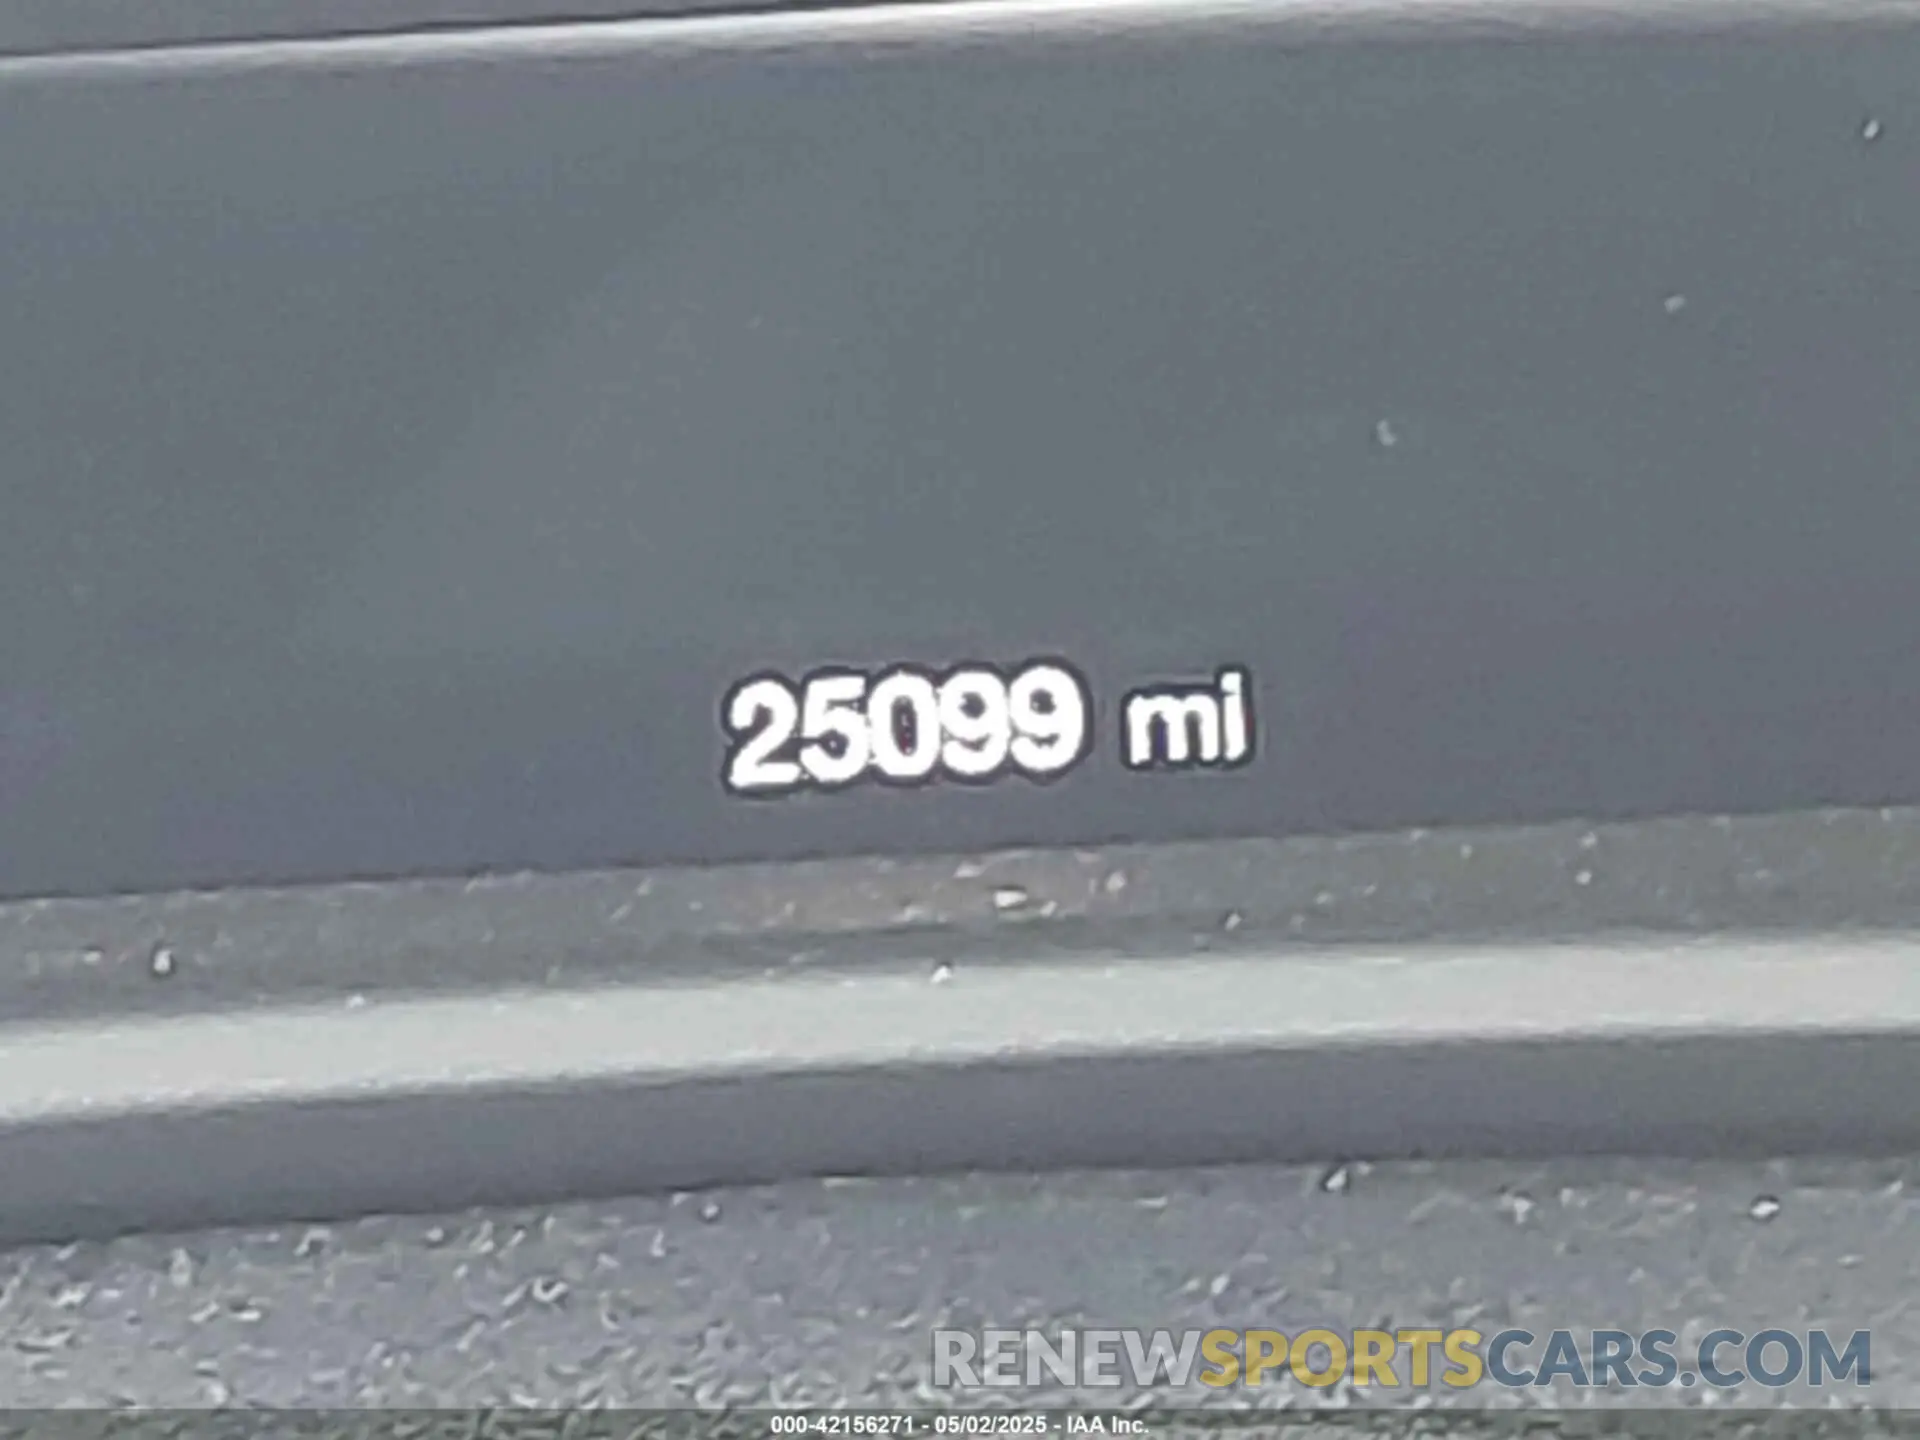 25099 mi
RENEWSPORTSCARS.COM
000-42156271 - 05/02/2025 - IAA Inc.